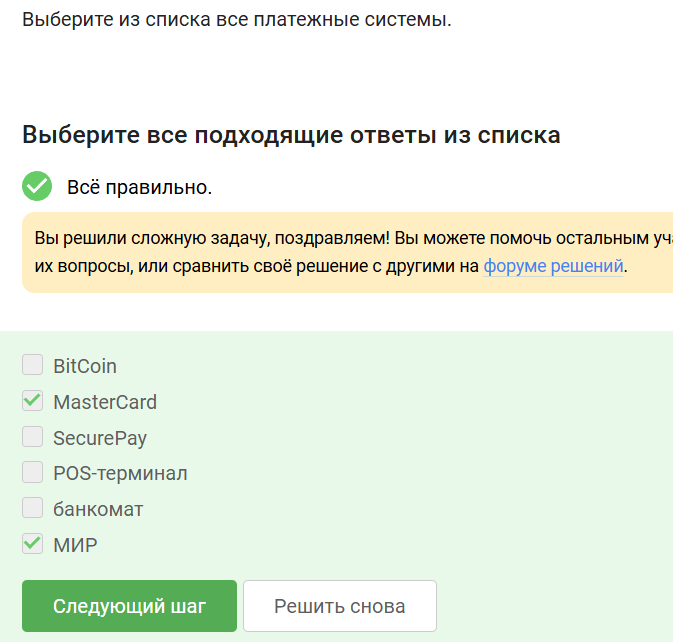 Выберите из списка все платежные системы.
Выберите все подходящие ответы из списка
Всё правильно.
Вы решили сложную задачу, поздравляем! Вы можете помочь остальным уч
их вопросы, или сравнить своё решение с другими на форуме решений.
BitCoin
MasterCard
SecurePay
POS-терминал
банкомат
МИР
Следующий шаг
Решить снова